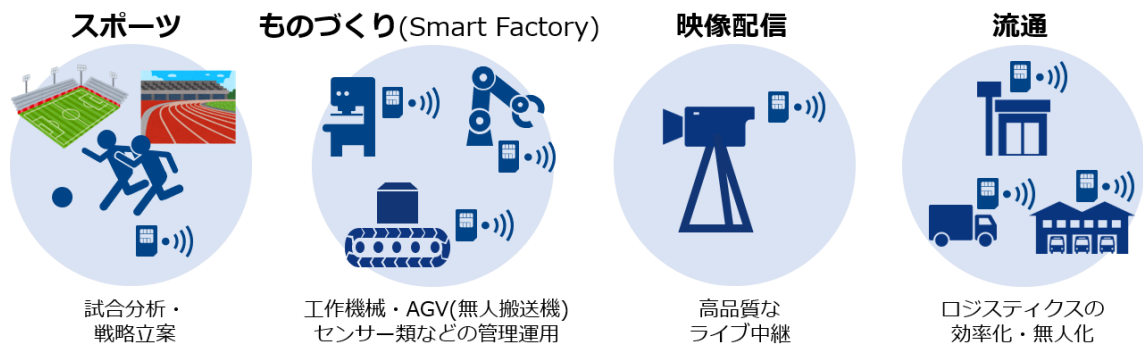 スポーツ
ものづくり(Smart Factory)
映像配信
流通
試合分析・
戦略立案
工作機械・AGV(無人搬送機)
センサー類などの管理運用
高品質な
ライブ中継
ロジスティクスの
効率化・無人化